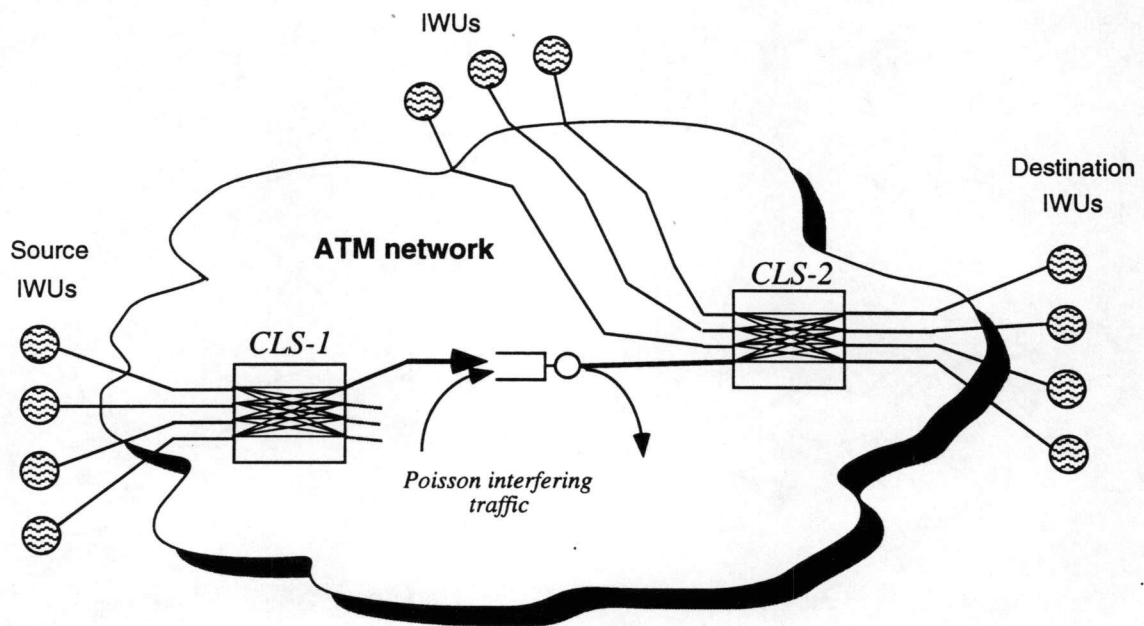 IWUs
Destination
IWUs
ATM network
Source
IWUs
CLS-2
CLS-1
Poisson interfering
traffic